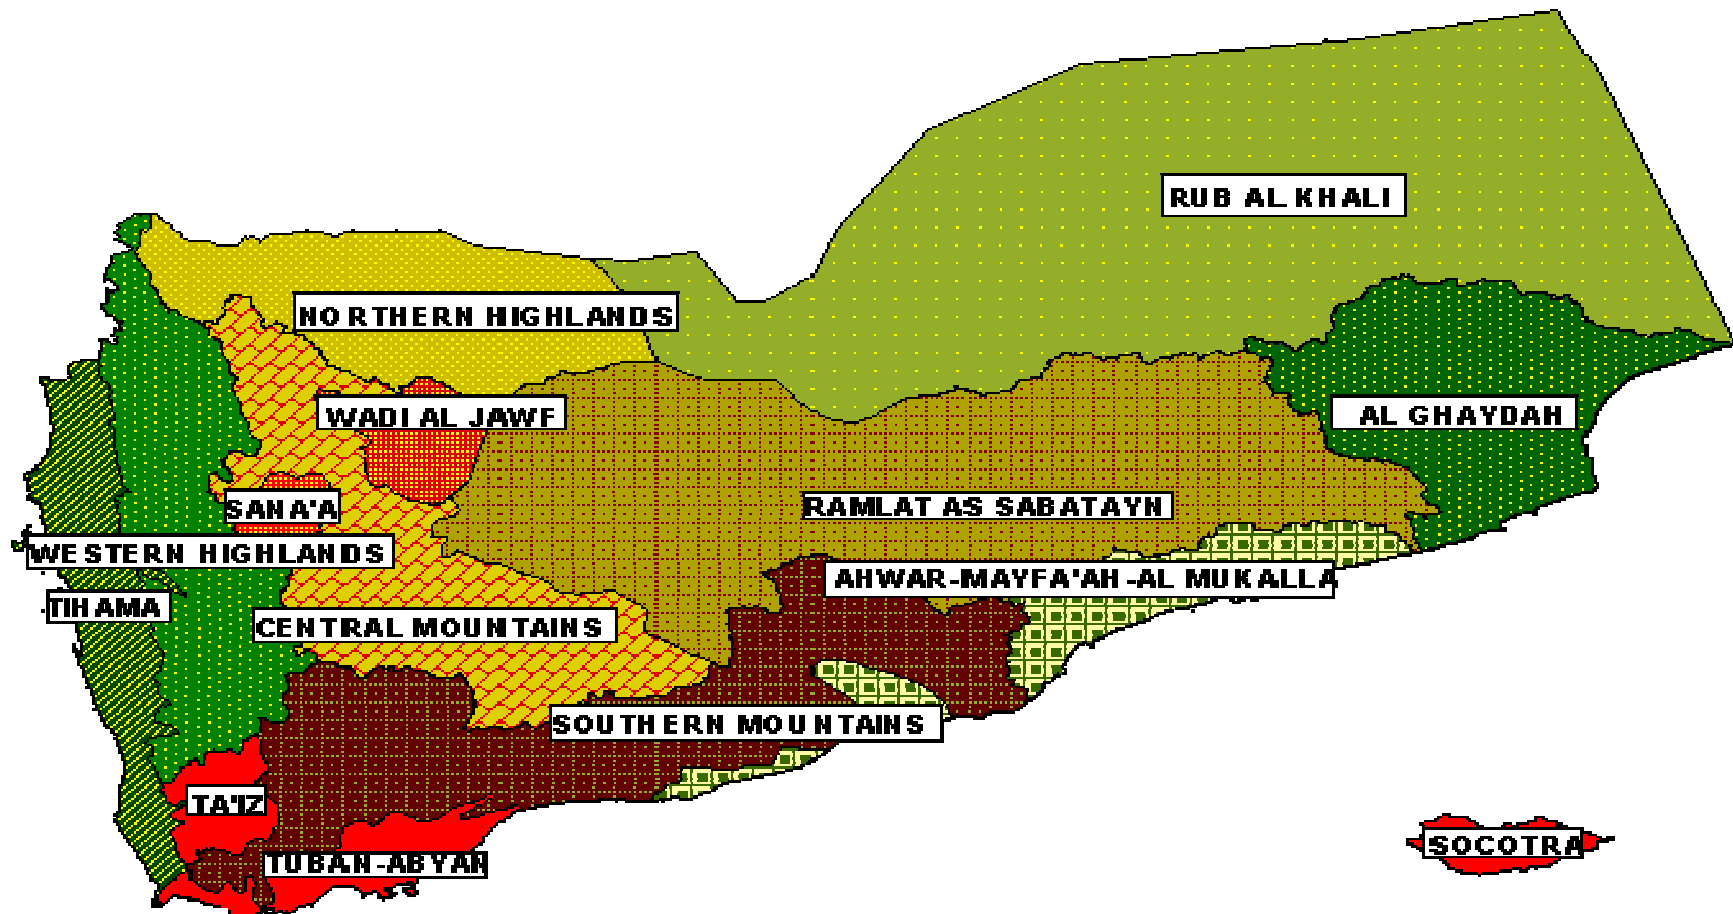 RUB AL KHALI
NORTHERN HIGHLANDS
WADI AL JAWF
AL GHAYDAH
SANA'A
RAMLAT AS SABATAYN
WESTERN HIGHLANDS
AHWAR-MAYFA'AH-AL MUKALLA
TIHAMA
CENTRAL MOUNTAINS
SOUTHERN MOUNTAINS
TA'IZ
SOCOTRA
TUBAN-ABYAN